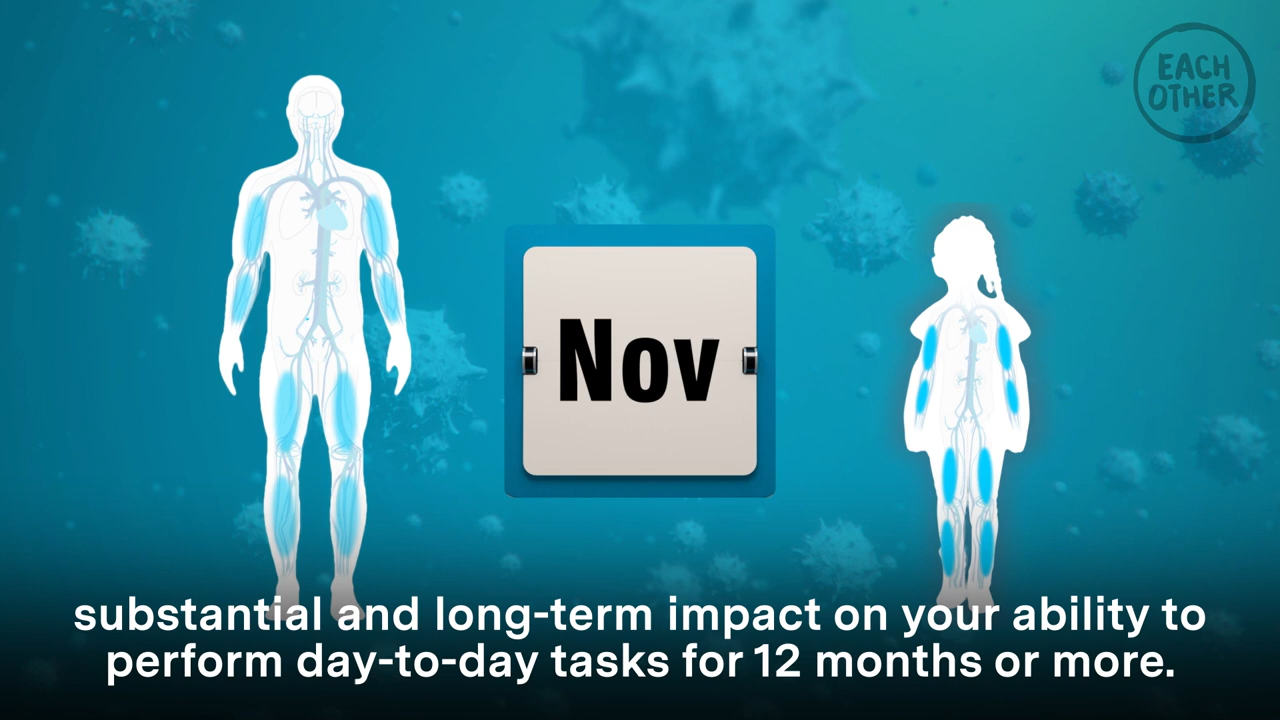 EACH
OTHER
Nov
substantial and long-term impact on your ability to
perform day-to-day tasks for 12 months or more.